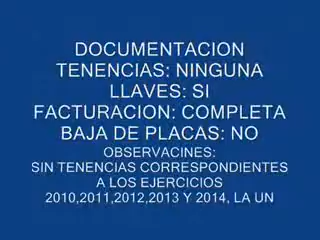 DOCUMENTACION
TENENCIAS: NINGUNA
LLAVES: SI
FACTURACION: COMPLETA
BAJA DE PLACAS: NO
OBSERVACINES:
SIN TENENCIAS CORRESPONDIENTES
A LOS EJERCICIOS
2010,2011,2012,2013 Y 2014, LA UN